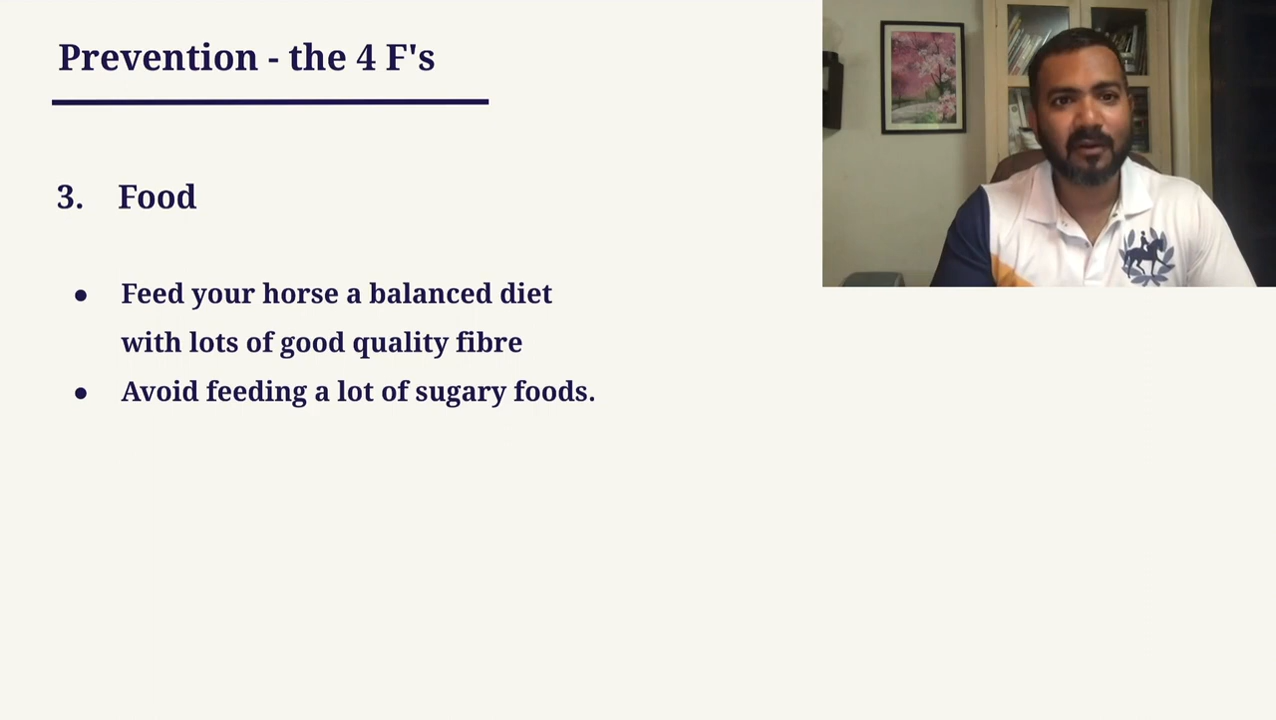 Prevention - the 4 F's
3. Food
● Feed your horse a balanced diet
with lots of good quality fibre
● Avoid feeding a lot of sugary foods.